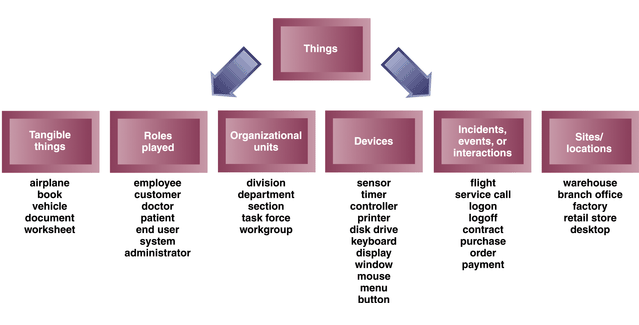 Things
Tangible
things
airplane
book
vehicle
document
worksheet
Roles
played
employee
customer
doctor
patient
end user
system
administrator
Organizational
units
division
department
section
task force
workgroup
Devices
sensor
timer
controller
printer
disk drive
keyboard
display
window
mouse
menu
button
Incidents,
events, or
interactions
flight
service call
logon
logoff
contract
purchase
order
payment
Sites/
locations
warehouse
branch office
factory
retail store
desktop